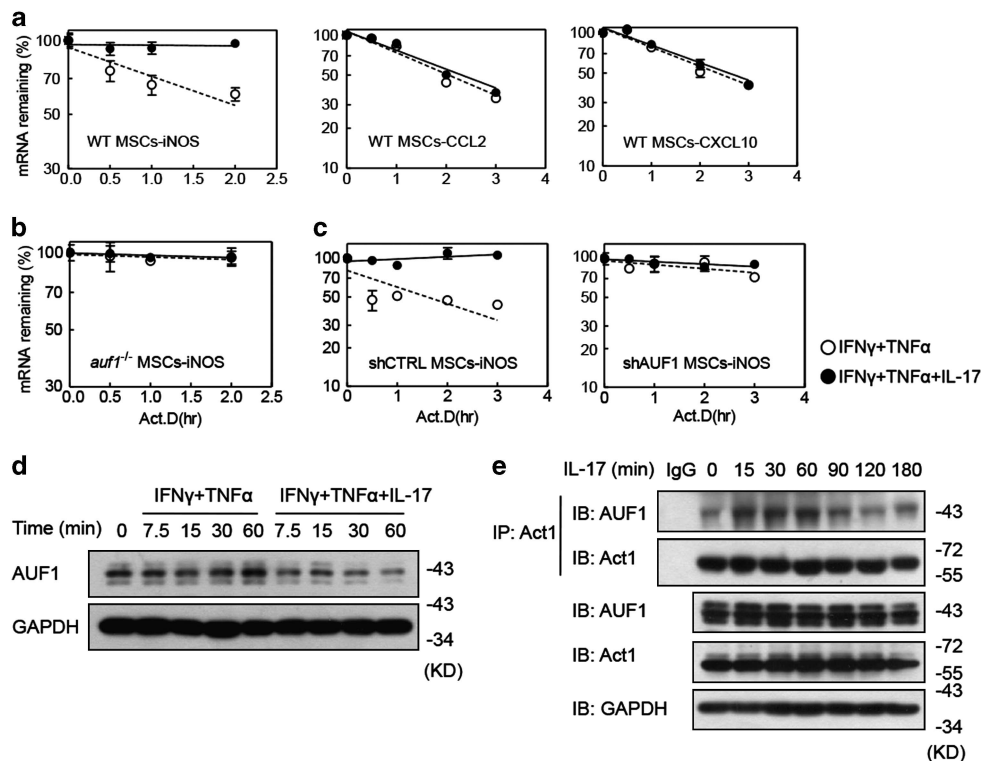 a
mRNA remaining (%)
100
70
50
30
WT MSCs-iNOS
0.0 0.5 1.0 1.5 2.0 2.5
100
70
50
30
20
10
WT MSCs-CCL2
0 1 2 3 4
100
70
50
30
20
10
WT MSCs-CXCL10
0 1 2 3 4
b
mRNA remaining (%)
100
70
50
30
auf1-/- MSCs-iNOS
0.0 0.5 1.0 1.5 2.0 2.5
Act.D(hr)
c
100
70
50
30
20
10
shCTRL MSCs-iNOS
0 1 2 3 4
Act.D(hr)
100
70
50
30
20
10
shAUF1 MSCs-iNOS
0 1 2 3 4
Act.D(hr)
IFNγ+TNFα
IFNγ+TNFα+IL-17
d
IFNγ+TNFα IFNγ+TNFα+IL-17
Time (min) 0 7.5 15 30 60 7.5 15 30 60
AUF1 -43
-43
GAPDH
-34
(KD)
e
IL-17 (min) IgG 0 15 30 60 90 120 180
IP: Act1
IB: AUF1 -43
IB: Act1 -72
-55
IB: AUF1 -43
IB: Act1 -72
-55
-43
IB: GAPDH
-34
(KD)